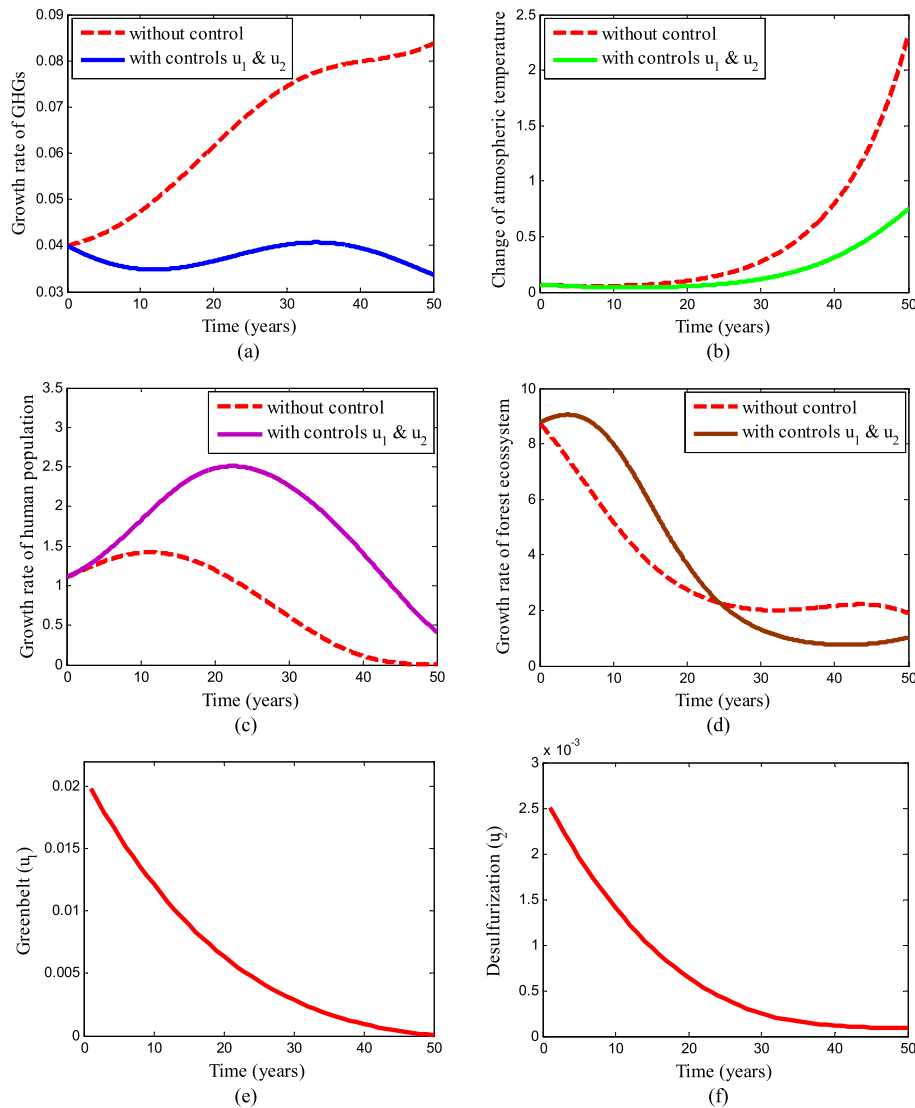 0.09
0.08
0.07
0.06
0.05
0.04
0.03
Growth rate of GHGs
without control
with controls u1 & u2
0 10 20 30 40 50
Time (years)
(a)
2.5
2
1.5
1
0.5
0
Change of atmospheric temperature
without control
with controls u1 & u2
0 10 20 30 40 50
Time (years)
(b)
3.5
3
2.5
2
1.5
1
0.5
0
Growth rate of human population
without control
with controls u1 & u2
0 10 20 30 40 50
Time (years)
(c)
10
8
6
4
2
0
Growth rate of forest ecossytem
without control
with controls u1 & u2
0 10 20 30 40 50
Time (years)
(d)
0.02
0.015
0.01
0.005
0
Greenbelt (u1)
0 10 20 30 40 50
Time (years)
(e)
x 10-3
3
2.5
2
1.5
1
0.5
0
Desulfurization (u2)
0 10 20 30 40 50
Time (years)
(f)